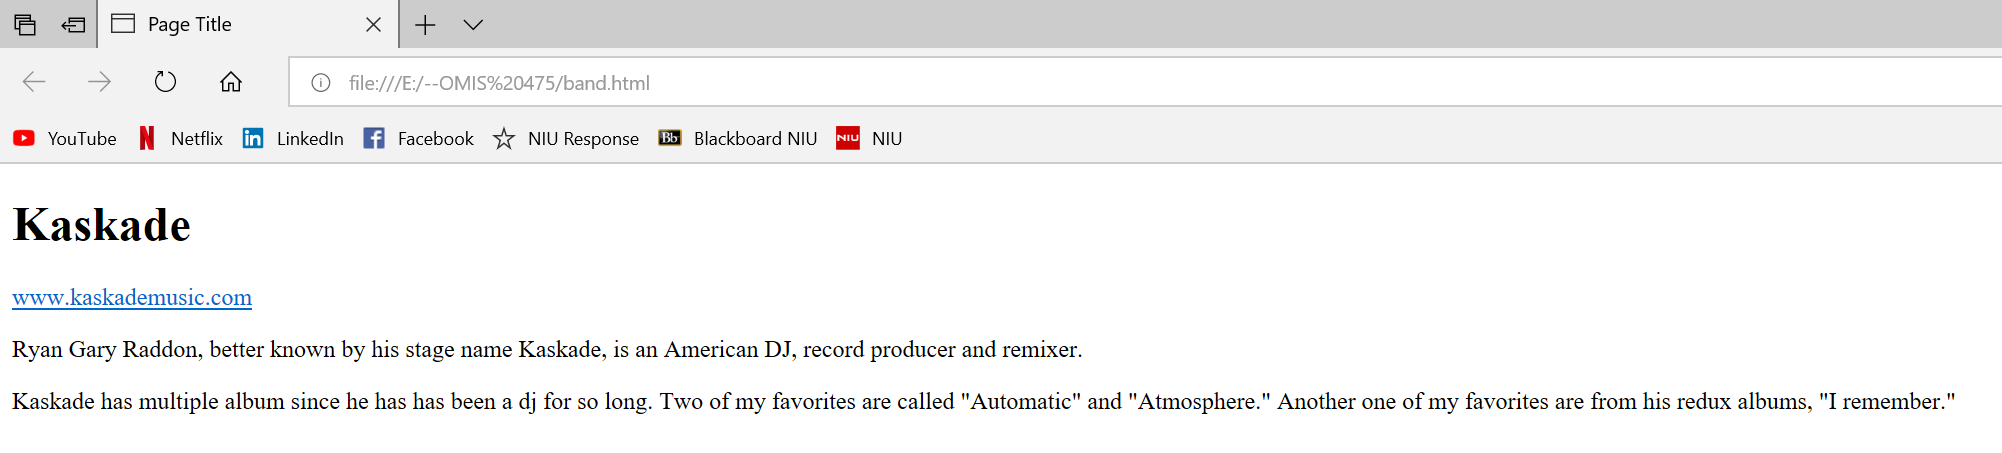 Page Title
file:///E:/--OMIS%20475/band.html
YouTube Netflix LinkedIn Facebook NIU Response Bb Blackboard NIU NIU NIU
Kaskade
www.kaskademusic.com
Ryan Gary Raddon, better known by his stage name Kaskade, is an American DJ, record producer and remixer.
Kaskade has multiple album since he has has been a dj for so long. Two of my favorites are called "Automatic" and "Atmosphere." Another one of my favorites are from his redux albums, "I remember."